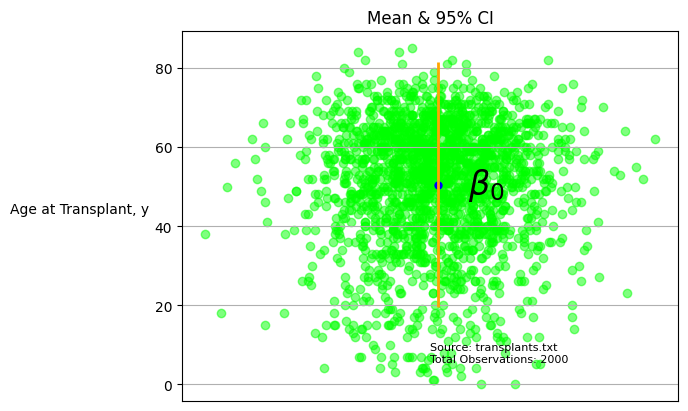 Mean & 95% CI
80
60
Age at Transplant, y
40
20
0
β₀
Source: transplants.txt
Total Observations: 2000